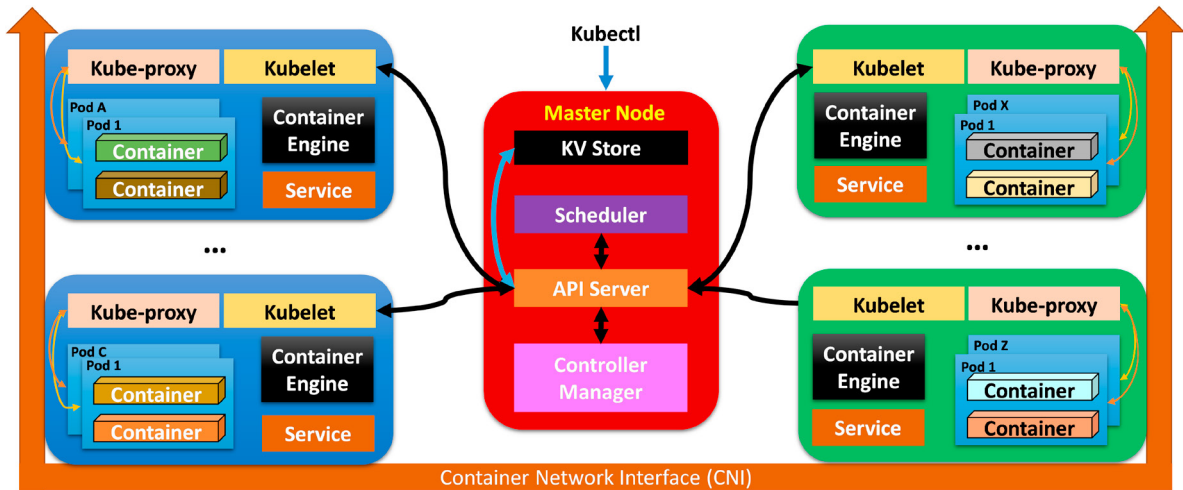 Kubectl
Kube-proxy
Kubelet
Pod A
Pod 1
Container
Container
Container
Engine
Service
...
Kube-proxy
Kubelet
Pod C
Pod 1
Container
Container
Container
Engine
Service
Master Node
KV Store
Scheduler
API Server
Controller
Manager
Kubelet
Kube-proxy
Container
Engine
Service
Pod X
Pod 1
Container
Container
...
Kubelet
Kube-proxy
Container
Engine
Service
Pod Z
Pod 1
Container
Container
Container Network Interface (CNI)